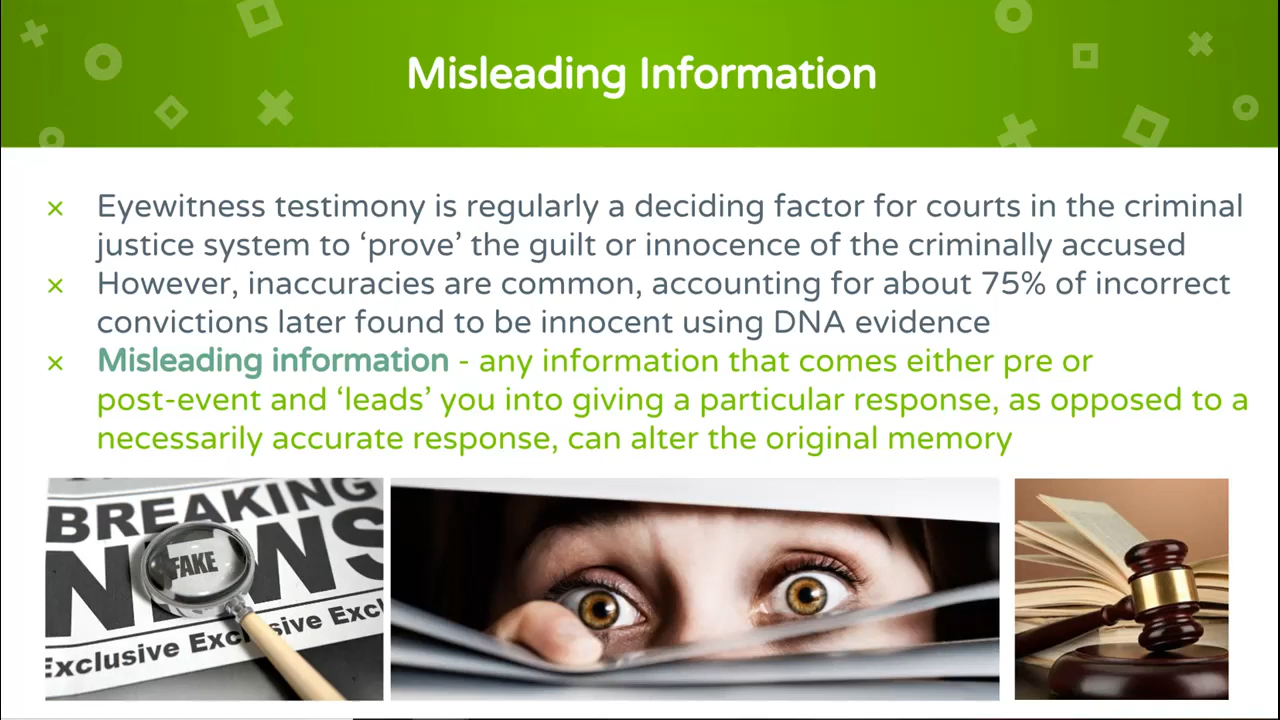 Misleading Information
× Eyewitness testimony is regularly a deciding factor for courts in the criminal
justice system to ‘prove’ the guilt or innocence of the criminally accused
× However, inaccuracies are common, accounting for about 75% of incorrect
convictions later found to be innocent using DNA evidence
× Misleading information - any information that comes either pre or
post-event and ‘leads’ you into giving a particular response, as opposed to a
necessarily accurate response, can alter the original memory
BREAKING
NEWS
FAKE
Exclusive Exclusive Excl